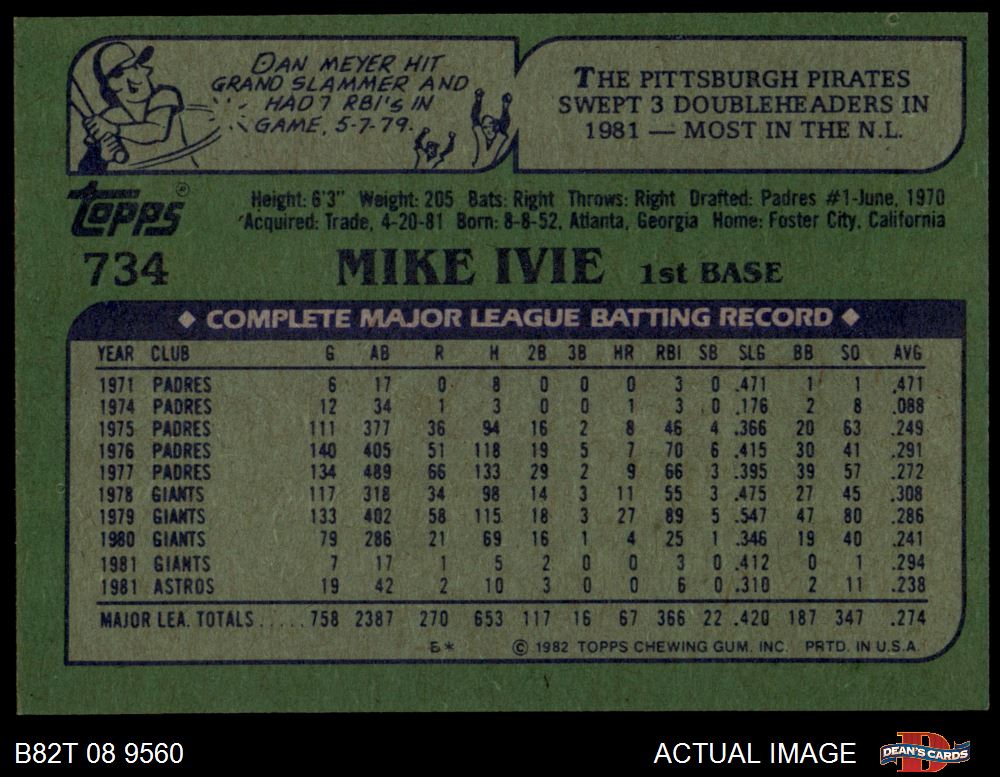 DAN MEYER HIT
GRAND SLAMMER AND
HAD 7 RBI's IN
GAME, 5-7-79.
THE PITTSBURGH PIRATES
SWEPT 3 DOUBLEHEADERS IN
1981 — MOST IN THE N.L.
topps®
Height: 6'3" Weight: 205 Bats: Right Throws: Right Drafted: Padres #1-June, 1970
Acquired: Trade, 4-20-81 Born: 8-8-52, Atlanta, Georgia Home: Foster City, California
734 MIKE IVIE 1st BASE
◆ COMPLETE MAJOR LEAGUE BATTING RECORD ◆
YEAR CLUB G AB R H 2B 3B HR RBI SB SLG BB SO AVG
1971 PADRES 6 17 0 8 0 0 0 3 0 .471 1 1 .471
1974 PADRES 12 34 1 3 0 0 1 3 0 .176 2 8 .088
1975 PADRES 111 377 36 94 16 2 8 46 4 .366 20 63 .249
1976 PADRES 140 405 51 118 19 5 7 70 6 .415 30 41 .291
1977 PADRES 134 489 66 133 29 2 9 66 3 .395 39 57 .272
1978 GIANTS 117 318 34 98 14 3 11 55 3 .475 27 45 .308
1979 GIANTS 133 402 58 115 18 3 27 89 5 .547 47 80 .286
1980 GIANTS 79 286 21 69 16 1 4 25 1 .346 19 40 .241
1981 GIANTS 7 17 1 5 2 0 0 3 0 .412 0 1 .294
1981 ASTROS 19 42 2 10 3 0 0 6 0 .310 2 11 .238
MAJOR LEA. TOTALS.....758 2387 270 653 117 16 67 366 22 .420 187 347 .274
© 1982 TOPPS CHEWING GUM, INC. PRTD. IN U.S.A.
B82T 08 9560 ACTUAL IMAGE DEAN'S CARDS